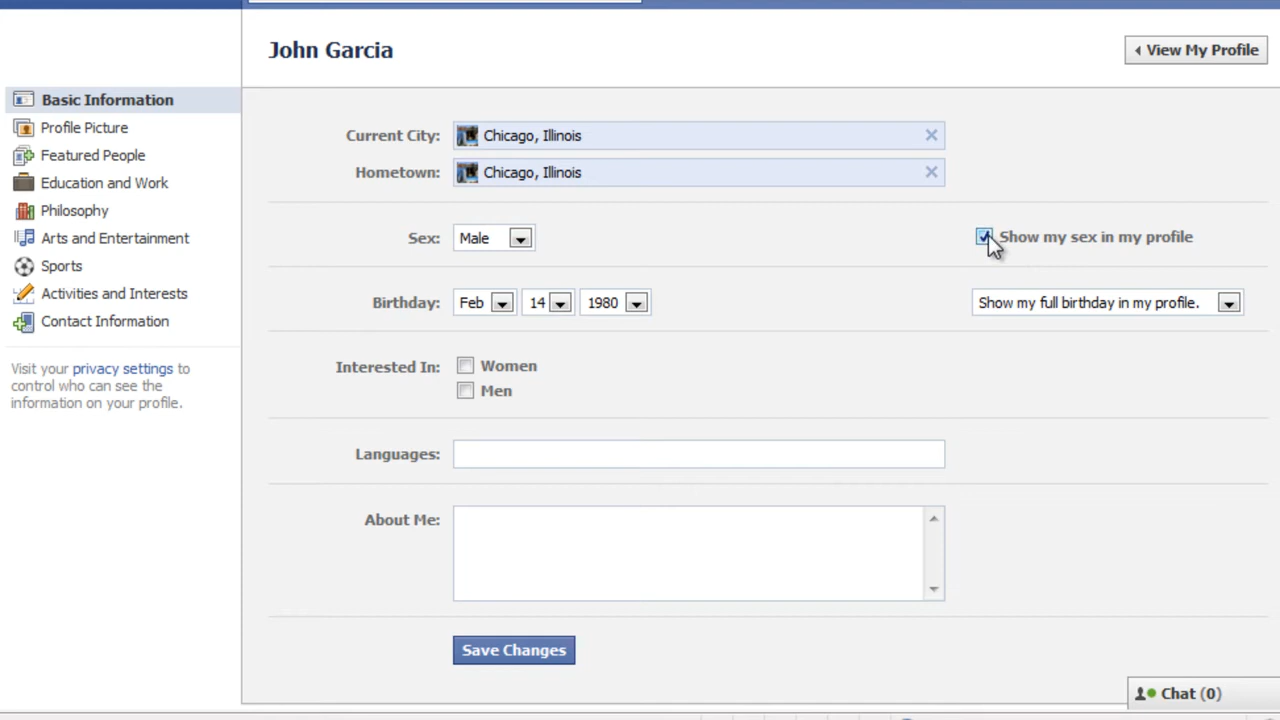 John Garcia
View My Profile
Basic Information
Profile Picture
Featured People
Education and Work
Philosophy
Arts and Entertainment
Sports
Activities and Interests
Contact Information
Visit your privacy settings to
control who can see the
information on your profile.
Current City: Chicago, Illinois
Hometown: Chicago, Illinois
Sex: Male
Show my sex in my profile
Birthday: Feb 14 1980
Show my full birthday in my profile.
Interested In: Women
Men
Languages:
About Me:
Save Changes
Chat (0)